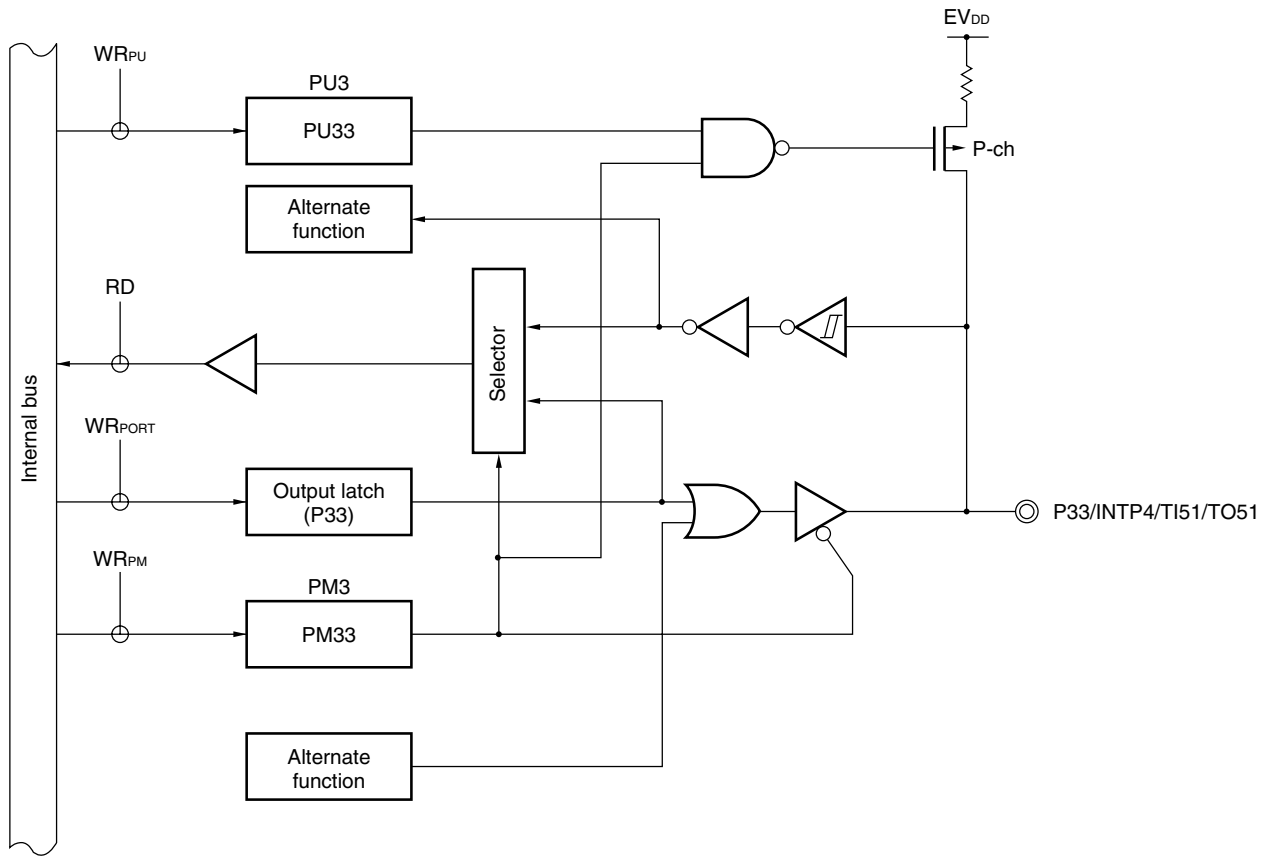 EVDD
WRPU
PU3
PU33
P-ch
Alternate
function
RD
Selector
Internal bus
WRPORT
Output latch
(P33)
P33/INTP4/TI51/TO51
WRPM
PM3
PM33
Alternate
function